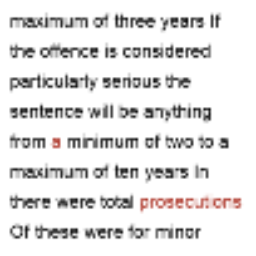 maximum of three years If
the offence is considered
particularly serious the
sentence will be anything
from a minimum of two to a
maximum of ten years In
there were total prosecutions
Of these were for minor